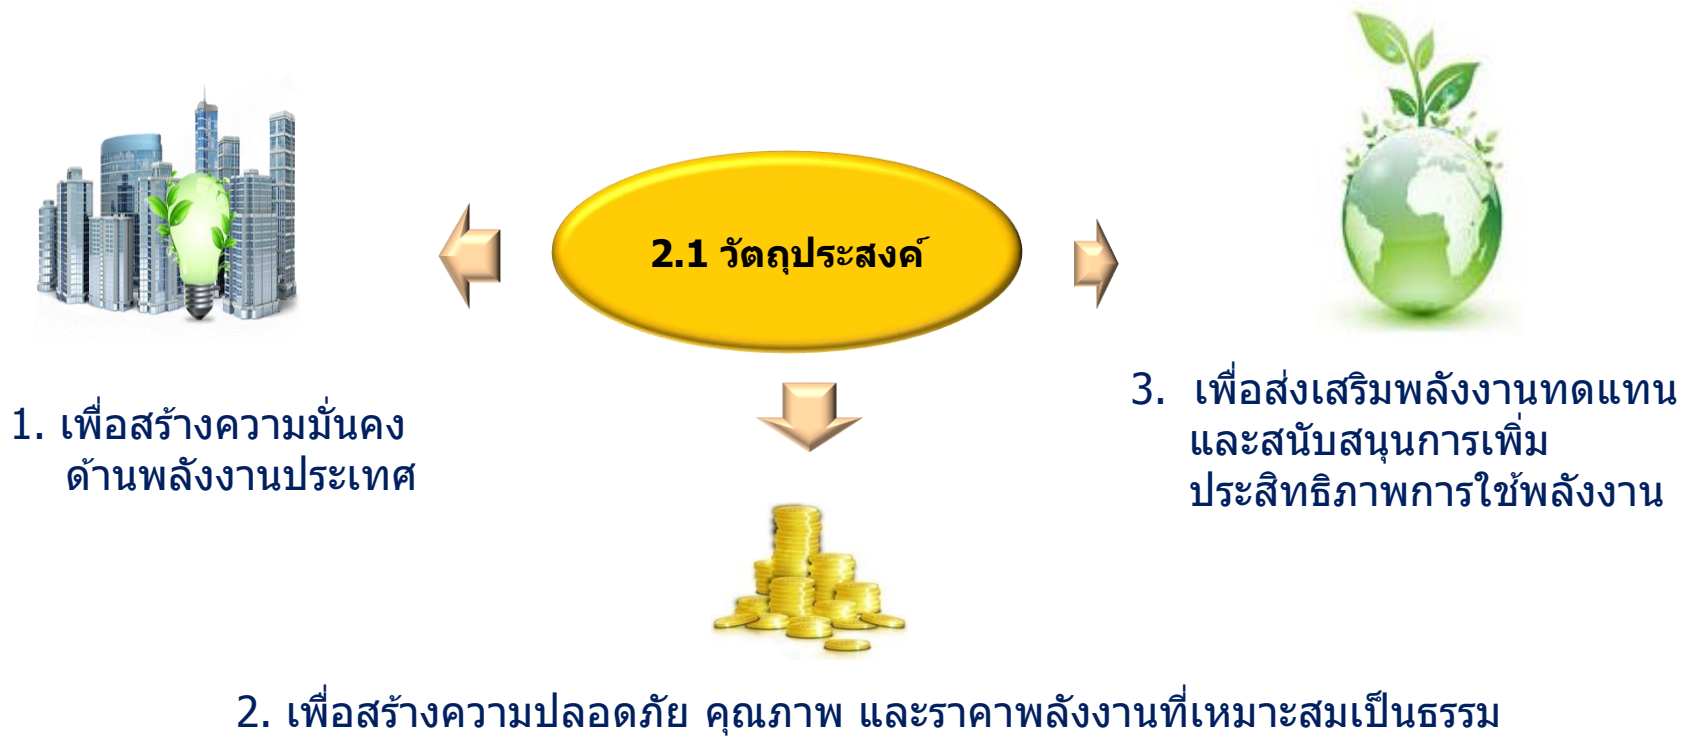 2.1 วัตถุประสงค์
1. เพื่อสร้างความมั่นคง
ด้านพลังงานประเทศ
2. เพื่อสร้างความปลอดภัย คุณภาพ และราคาพลังงานที่เหมาะสมเป็นธรรม
3. เพื่อส่งเสริมพลังงานทดแทน
และสนับสนุนการเพิ่ม
ประสิทธิภาพการใช้พลังงาน